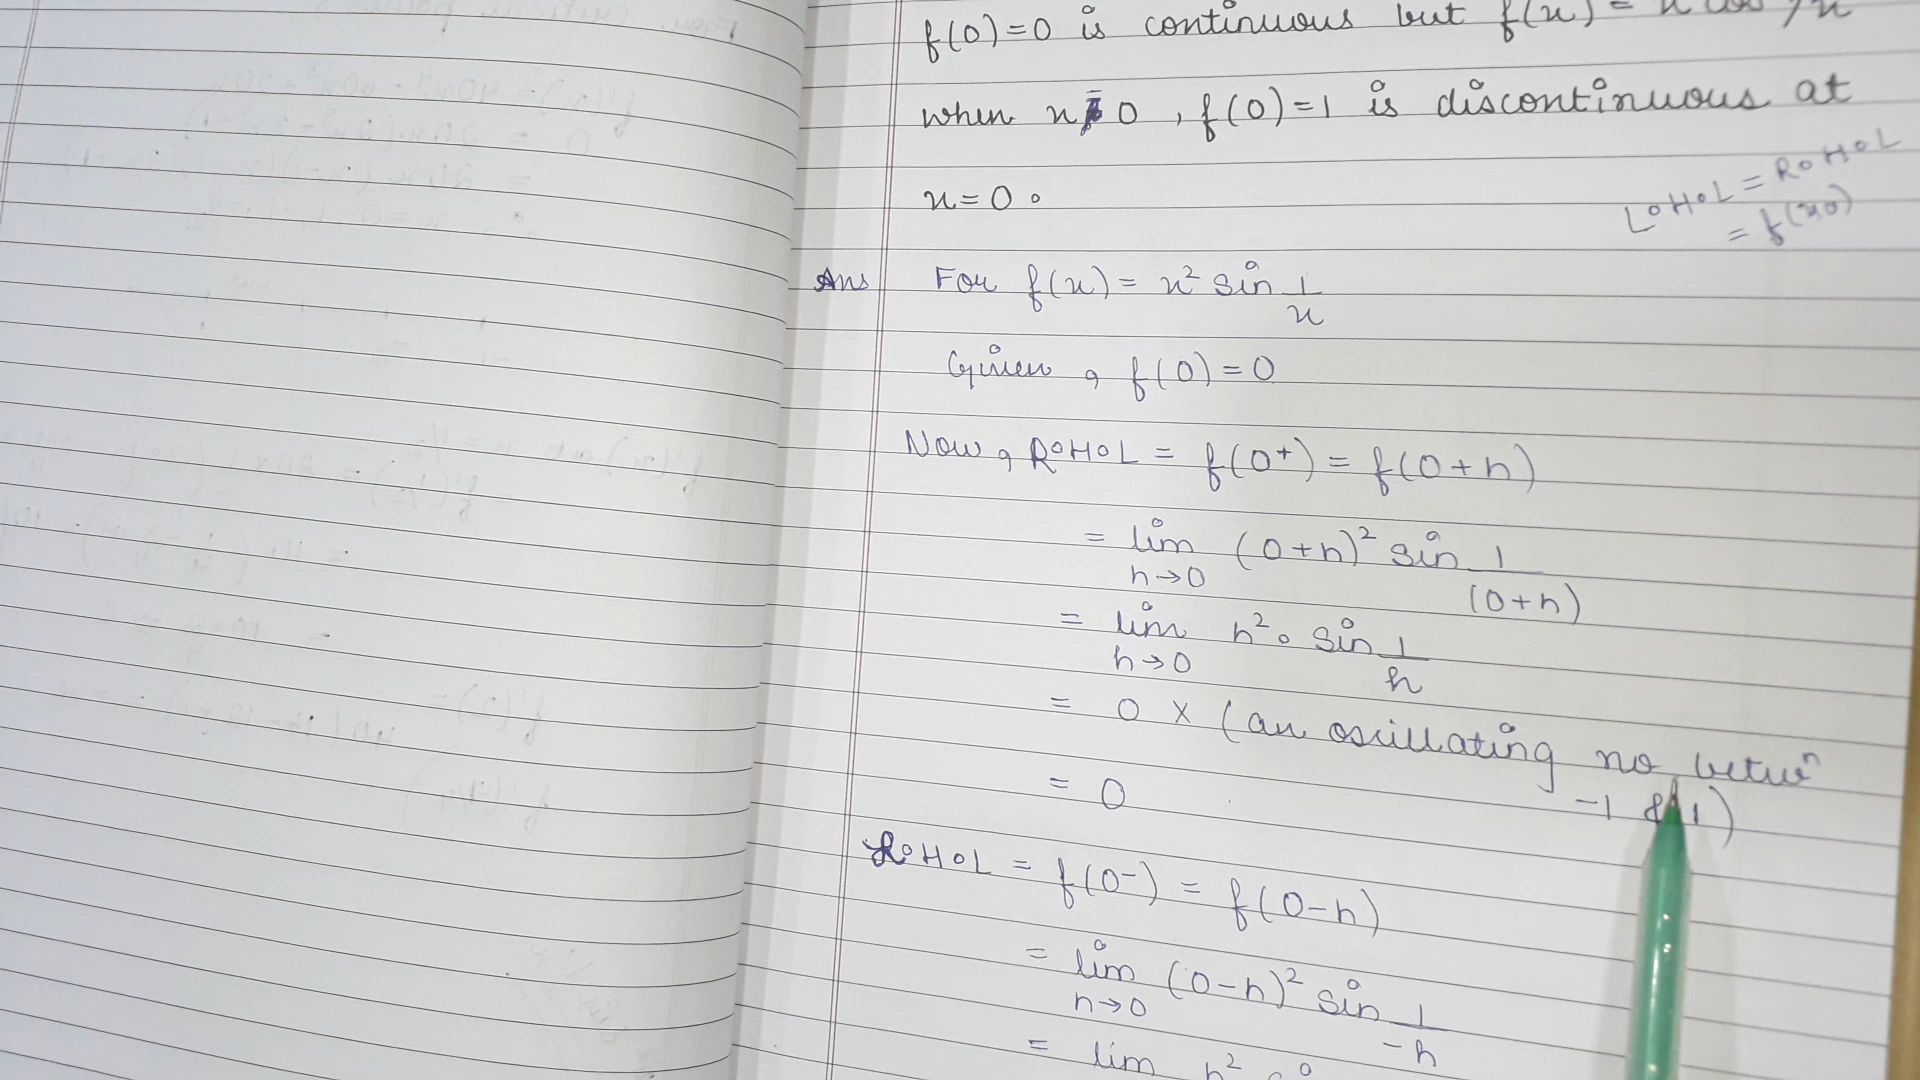 f(0)=0 is continuous but f(x) =
when x≠0, f(0)=1 is discontinuous at
x=0.
L.H.L = R.H.L
= f(x0)
Ans For f(x) = x² sin 1/x
Given, f(0)=0
Now, R.H.L = f(0⁺) = f(0+h)
= lim h→0 (0+h)² sin 1/(0+h)
= lim h→0 h². sin 1/h
= 0 × (an oscillating no betweⁿ
-1 & 1)
= 0
L.H.L = f(0⁻) = f(0-h)
= lim h→0 (0-h)² sin 1/-h
= lim h²